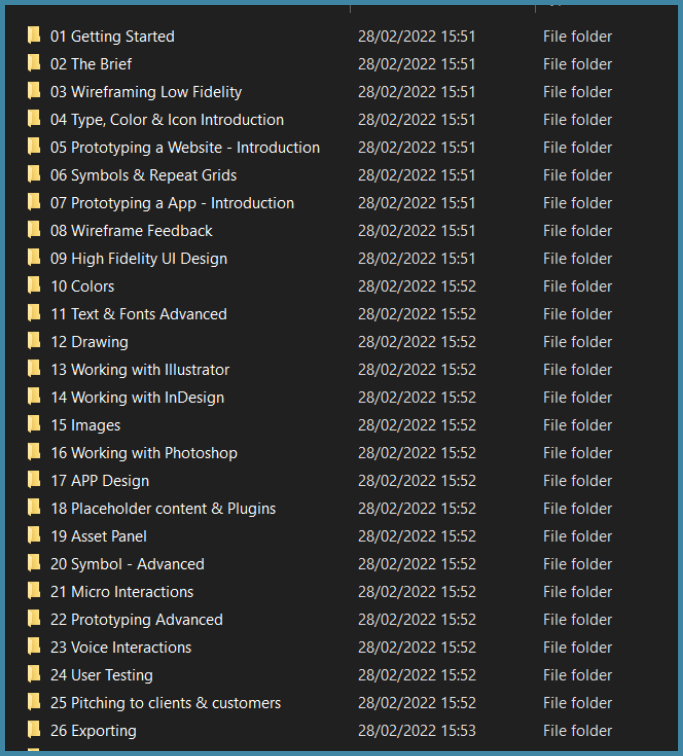 01 Getting Started 28/02/2022 15:51 File folder
02 The Brief 28/02/2022 15:51 File folder
03 Wireframing Low Fidelity 28/02/2022 15:51 File folder
04 Type, Color & Icon Introduction 28/02/2022 15:51 File folder
05 Prototyping a Website - Introduction 28/02/2022 15:51 File folder
06 Symbols & Repeat Grids 28/02/2022 15:51 File folder
07 Prototyping a App - Introduction 28/02/2022 15:51 File folder
08 Wireframe Feedback 28/02/2022 15:51 File folder
09 High Fidelity UI Design 28/02/2022 15:51 File folder
10 Colors 28/02/2022 15:52 File folder
11 Text & Fonts Advanced 28/02/2022 15:52 File folder
12 Drawing 28/02/2022 15:52 File folder
13 Working with Illustrator 28/02/2022 15:52 File folder
14 Working with InDesign 28/02/2022 15:52 File folder
15 Images 28/02/2022 15:52 File folder
16 Working with Photoshop 28/02/2022 15:52 File folder
17 APP Design 28/02/2022 15:52 File folder
18 Placeholder content & Plugins 28/02/2022 15:52 File folder
19 Asset Panel 28/02/2022 15:52 File folder
20 Symbol - Advanced 28/02/2022 15:52 File folder
21 Micro Interactions 28/02/2022 15:52 File folder
22 Prototyping Advanced 28/02/2022 15:52 File folder
23 Voice Interactions 28/02/2022 15:52 File folder
24 User Testing 28/02/2022 15:52 File folder
25 Pitching to clients & customers 28/02/2022 15:52 File folder
26 Exporting 28/02/2022 15:53 File folder